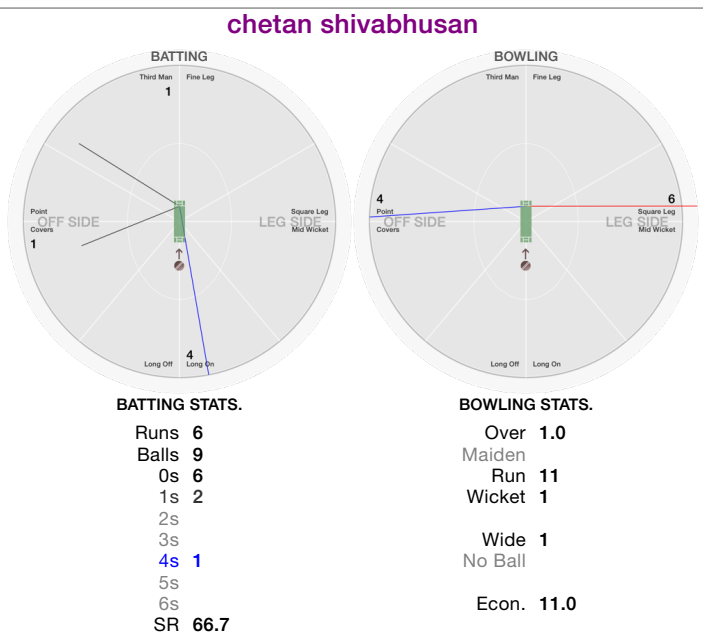 chetan shivabhusan
BATTING
Third Man Fine Leg
1
Point
OFF SIDE
Covers
1
Square Leg
LEG SIDE
Mid Wicket
4
Long Off Long On
BATTING STATS.
Runs 6
Balls 9
0s 6
1s 2
2s
3s
4s 1
5s
6s
SR 66.7
BOWLING
Third Man Fine Leg
4
Point
OFF SIDE
Covers
6
Square Leg
LEG SIDE
Mid Wicket
Long Off Long On
BOWLING STATS.
Over 1.0
Maiden
Run 11
Wicket 1
Wide 1
No Ball
Econ. 11.0